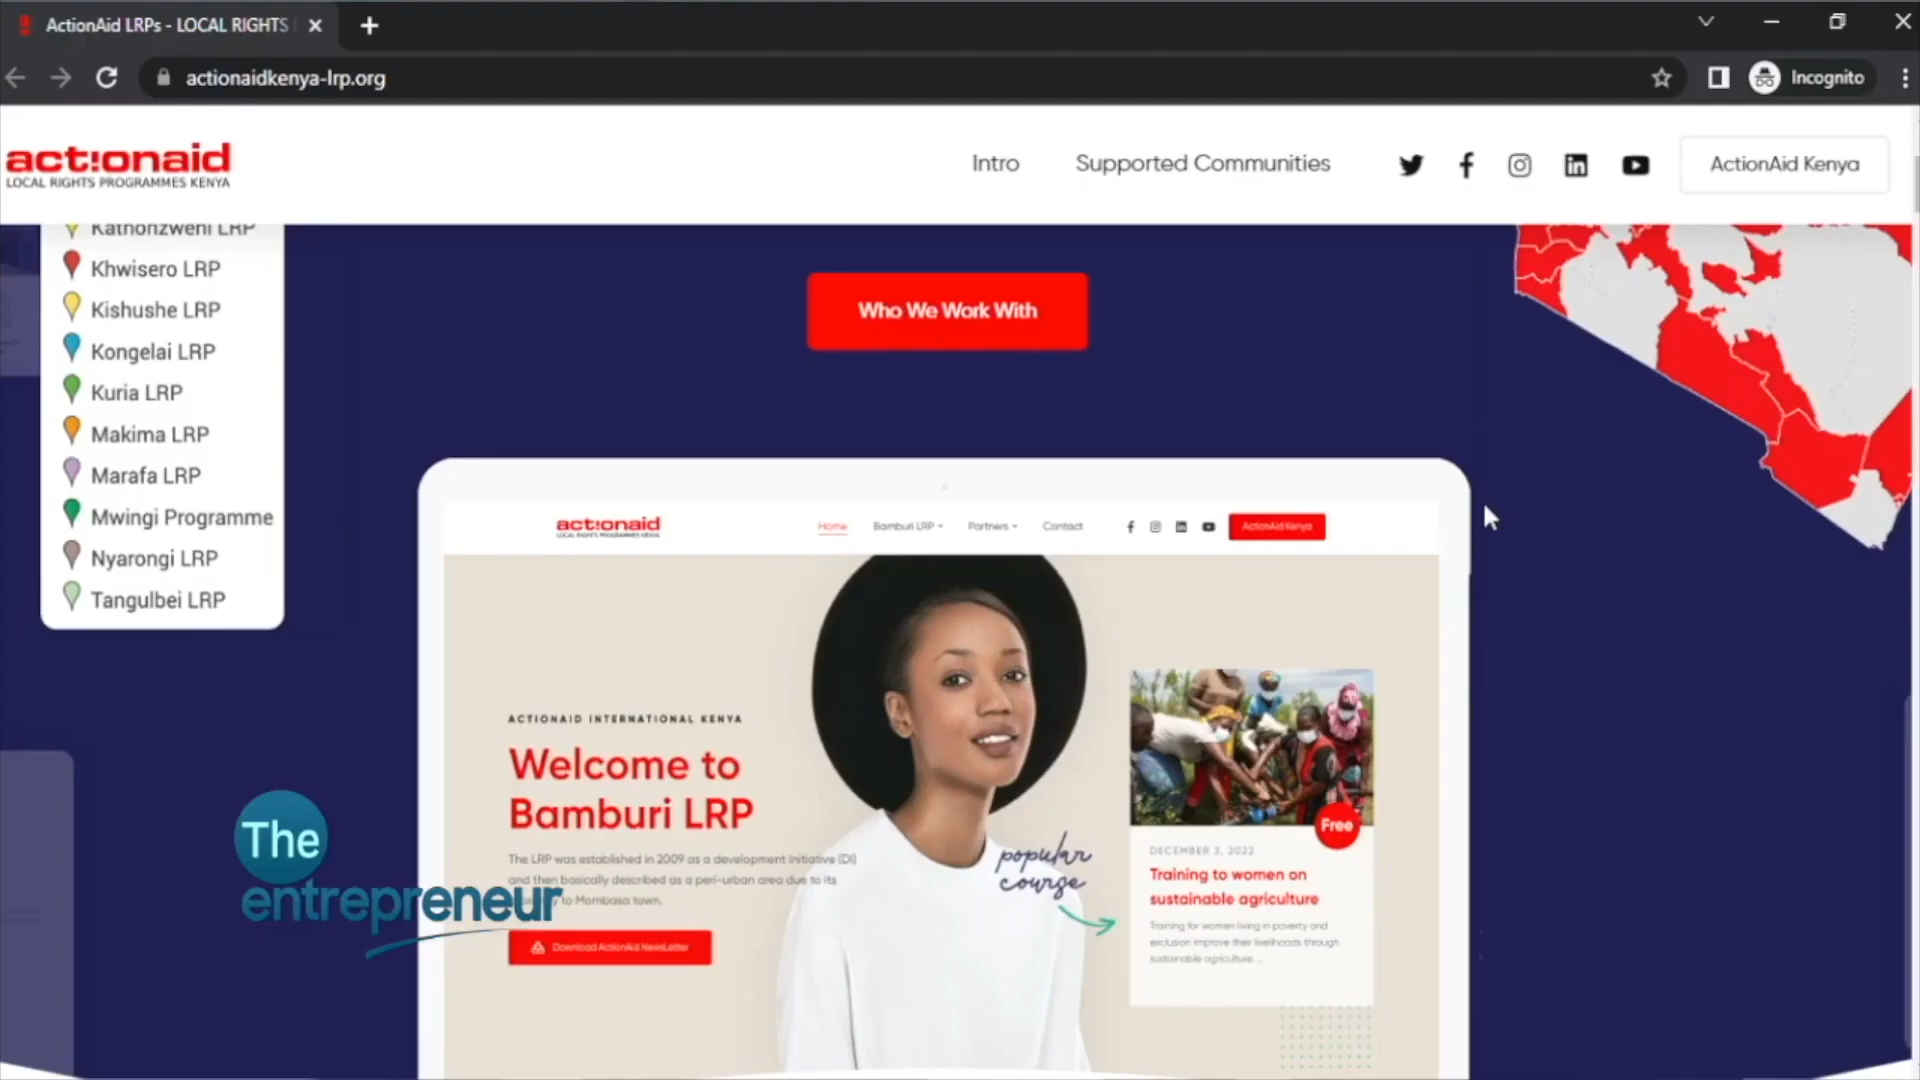 ActionAid LRPs - LOCAL RIGHTS
actionaidkenya-lrp.org
Incognito
act!onaid
LOCAL RIGHTS PROGRAMMES KENYA
Intro
Supported Communities
ActionAid Kenya
Kathonzweni LRP
Khwisero LRP
Kishushe LRP
Kongelai LRP
Kuria LRP
Makima LRP
Marafa LRP
Mwingi Programme
Nyarongi LRP
Tangulbei LRP
Who We Work With
act!onaid
LOCAL RIGHTS PROGRAMMES KENYA
Home
Bamburi LRP
Partners
Contact
ActionAid Kenya
ACTIONAID INTERNATIONAL KENYA
Welcome to
Bamburi LRP
The LRP was established in 2009 as a development Initiative (DI)
and then basically described as a peri-urban area due to its
to Mombasa town.
Download ActionAid NewsLetter
popular
course
Free
DECEMBER 3, 2022
Training to women on
sustainable agriculture
Training for women living in poverty and
exclusion improve their livelihoods through
sustainable agriculture. ...
The
entrepreneur